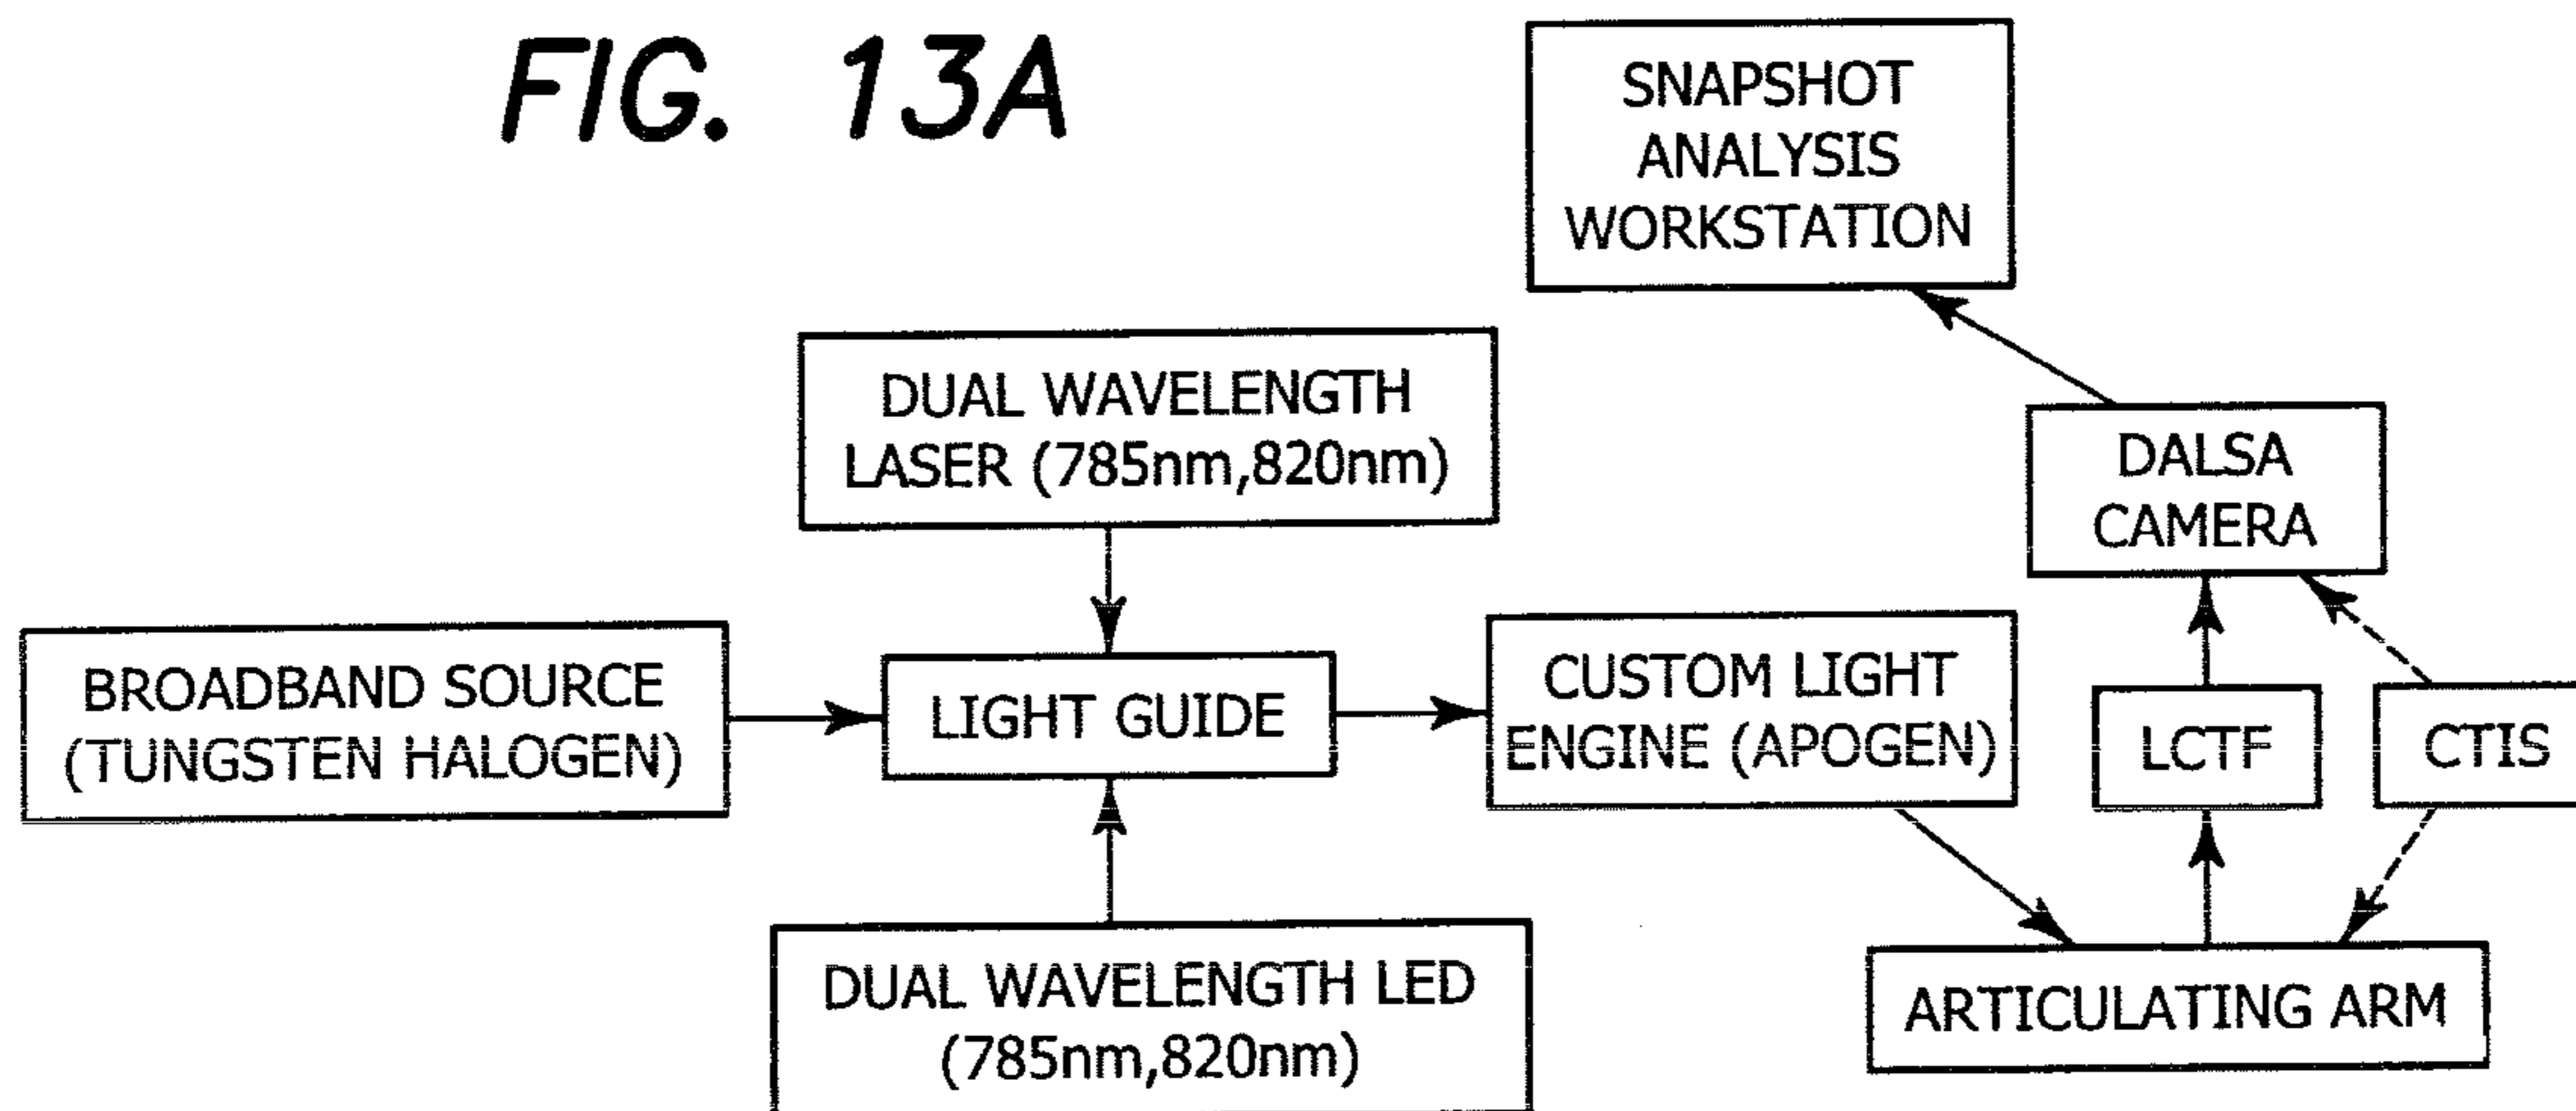 FIG. 13A
SNAPSHOT
ANALYSIS
WORKSTATION
DUAL WAVELENGTH
LASER (785nm,820nm)
DALSA
CAMERA
BROADBAND SOURCE
(TUNGSTEN HALOGEN)
LIGHT GUIDE
CUSTOM LIGHT
ENGINE (APOGEN)
LCTF
CTIS
DUAL WAVELENGTH LED
(785nm,820nm)
ARTICULATING ARM